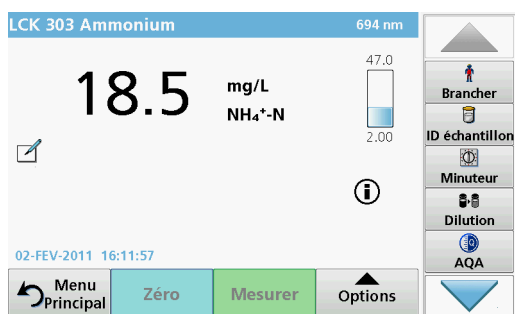 LCK 303 Ammonium 694 nm
47.0
18.5 mg/L
NH₄⁺-N
2.00
02-FEV-2011 16:11:57
Menu Principal
Zéro
Mesurer
Options
Brancher
ID échantillon
Minuteur
Dilution
AQA